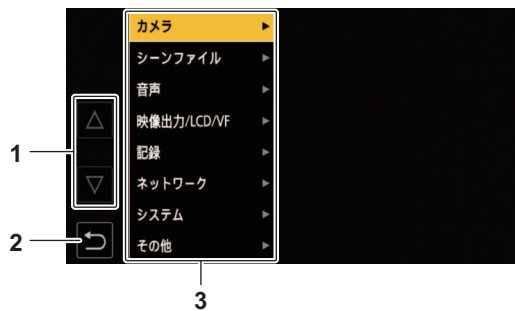 カメラ
シーンファイル
音声
映像出力/LCD/VF
記録
ネットワーク
システム
その他
1
2
3